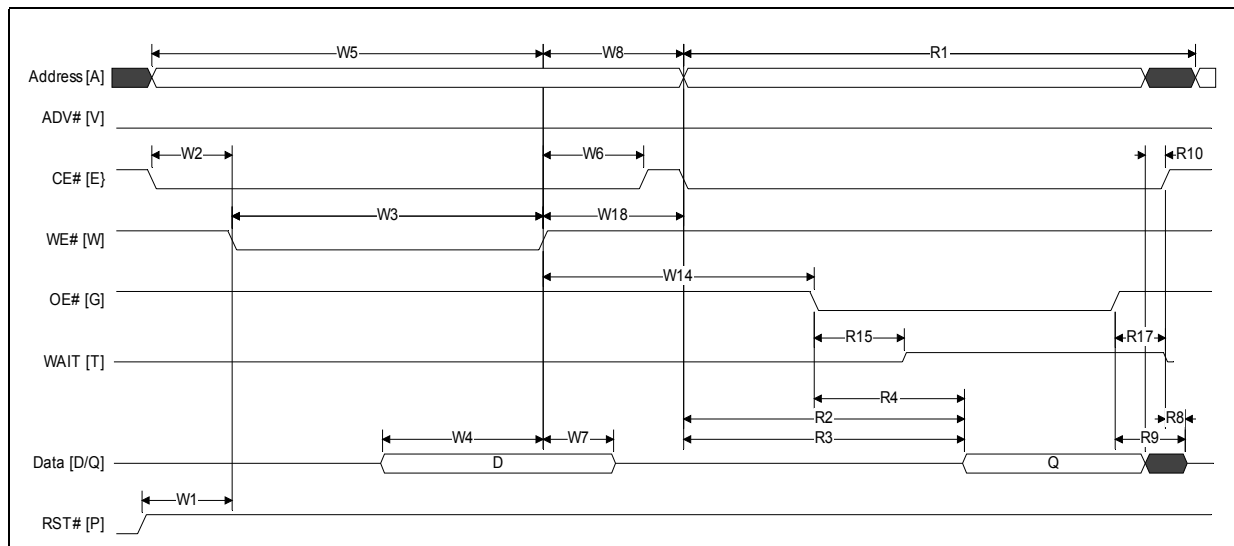 W5 W8 R1
Address [A]
ADV# [V]
W2 W6 R10
CE# [E}
W3 W18
WE# [W]
W14
OE# [G]
R15 R17
WAIT [T]
R4
R2 R8
W4 W7 R3 R9
Data [D/Q] D Q
W1
RST# [P]